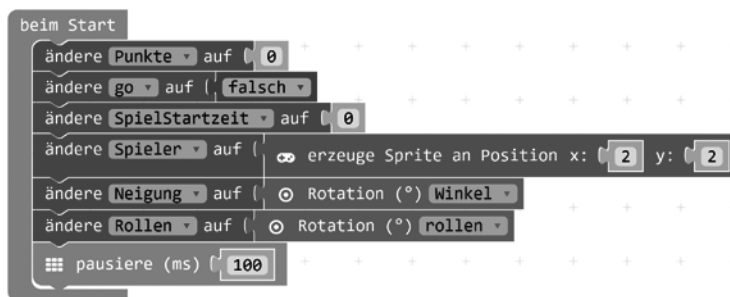 beim Start
ändere Punkte auf 0
ändere go auf falsch
ändere SpielStartzeit auf 0
ändere Spieler auf erzeuge Sprite an Position x: 2 y: 2
ändere Neigung auf Rotation (°) Winkel
ändere Rollen auf Rotation (°) rollen
pausiere (ms) 100